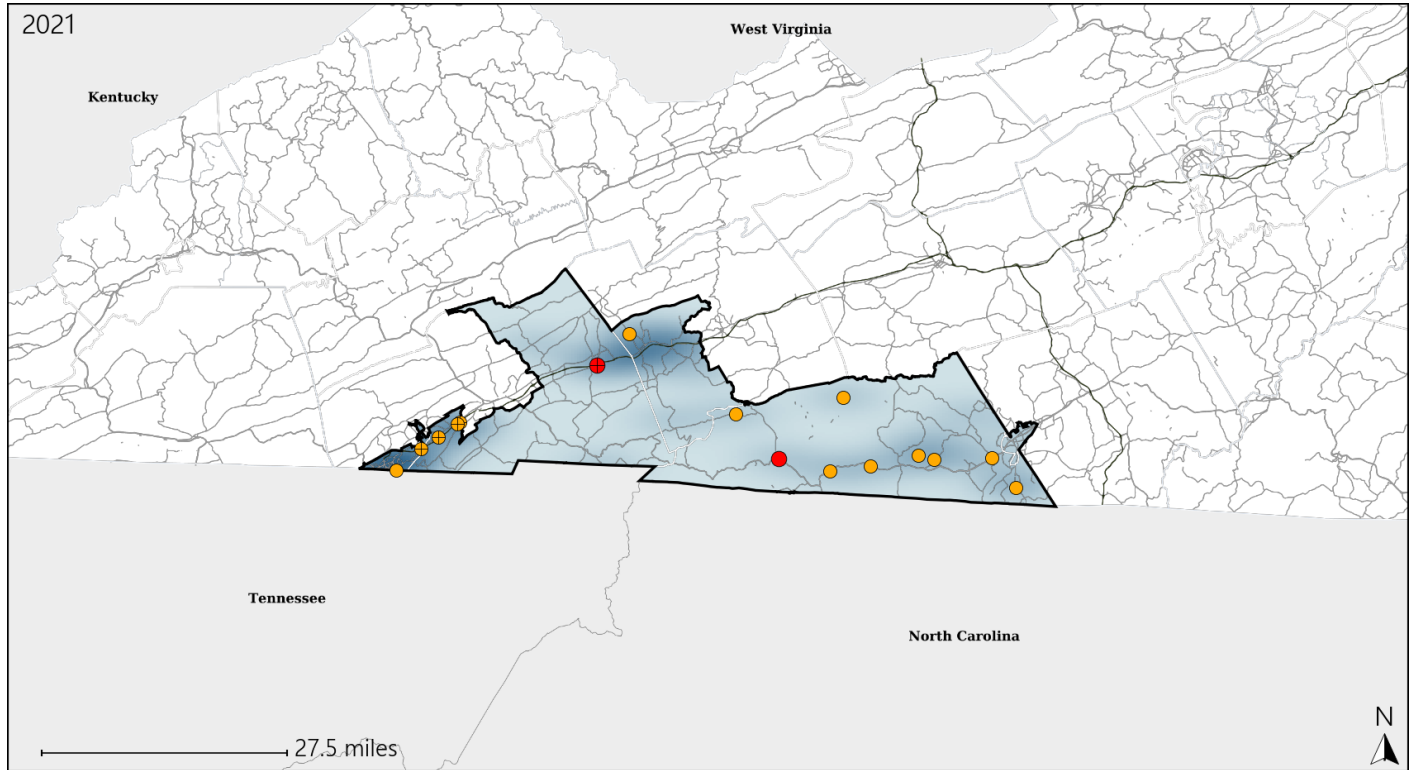 2021
West Virginia
Kentucky
Tennessee
North Carolina
27.5 miles
N